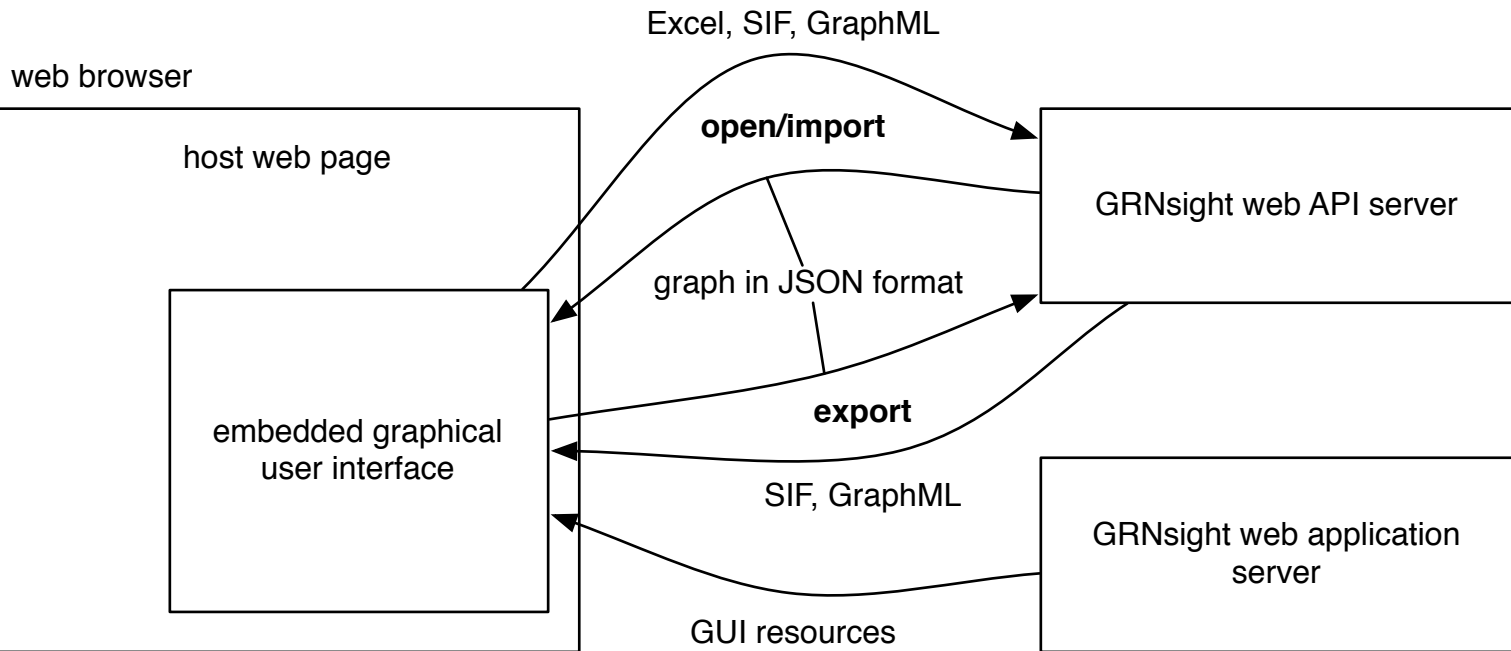 Excel, SIF, GraphML
web browser
open/import
host web page
GRNsight web API server
graph in JSON format
export
embedded graphical
user interface
SIF, GraphML
GRNsight web application
server
GUI resources